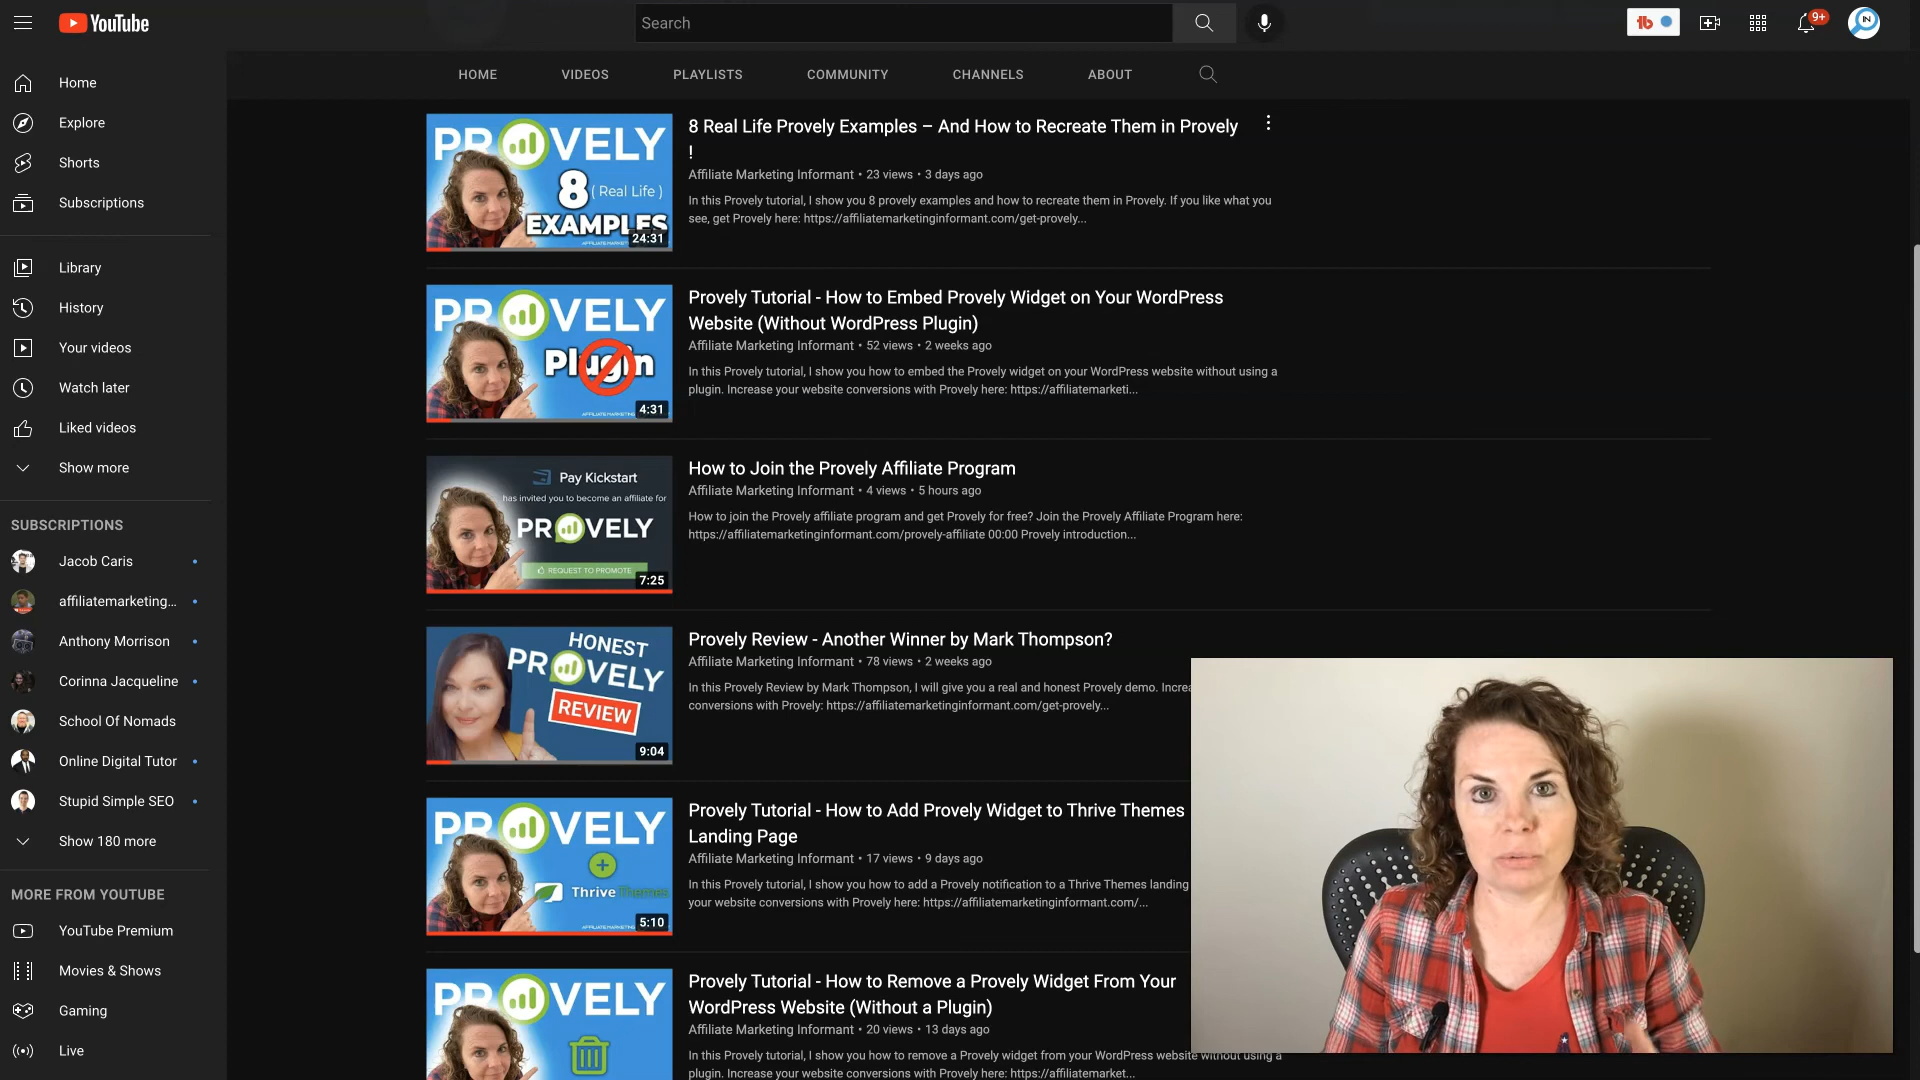 YouTube
Search
9+
Home
Explore
Shorts
Subscriptions
Library
History
Your videos
Watch later
Liked videos
Show more
SUBSCRIPTIONS
Jacob Caris
affiliatemarketing...
Anthony Morrison
Corinna Jacqueline
School Of Nomads
Online Digital Tutor
Stupid Simple SEO
Show 180 more
MORE FROM YOUTUBE
YouTube Premium
Movies & Shows
Gaming
Live
HOME VIDEOS PLAYLISTS COMMUNITY CHANNELS ABOUT
PROVELY
8 ( Real Life )
EXAMPLES
24:31
8 Real Life Provely Examples – And How to Recreate Them in Provely
!
Affiliate Marketing Informant • 23 views • 3 days ago
In this Provely tutorial, I show you 8 provely examples and how to recreate them in Provely. If you like what you
see, get Provely here: https://affiliatemarketinginformant.com/get-provely...
PROVELY
Plugin
4:31
Provely Tutorial - How to Embed Provely Widget on Your WordPress
Website (Without WordPress Plugin)
Affiliate Marketing Informant • 52 views • 2 weeks ago
In this Provely tutorial, I show you how to embed the Provely widget on your WordPress website without using a
plugin. Increase your website conversions with Provely here: https://affiliatemarketi...
Pay Kickstart
has invited you to become an affiliate for
PROVELY
REQUEST TO PROMOTE
7:25
How to Join the Provely Affiliate Program
Affiliate Marketing Informant • 4 views • 5 hours ago
How to join the Provely affiliate program and get Provely for free? Join the Provely Affiliate Program here:
https://affiliatemarketinginformant.com/provely-affiliate 00:00 Provely introduction...
HONEST
PROVELY
REVIEW
9:04
Provely Review - Another Winner by Mark Thompson?
Affiliate Marketing Informant • 78 views • 2 weeks ago
In this Provely Review by Mark Thompson, I will give you a real and honest Provely demo. Increa
conversions with Provely: https://affiliatemarketinginformant.com/get-provely...
PROVELY
Thrive Themes
5:10
Provely Tutorial - How to Add Provely Widget to Thrive Themes
Landing Page
Affiliate Marketing Informant • 17 views • 9 days ago
In this Provely tutorial, I show you how to add a Provely notification to a Thrive Themes landing
your website conversions with Provely here: https://affiliatemarketinginformant.com/...
PROVELY
Provely Tutorial - How to Remove a Provely Widget From Your
WordPress Website (Without a Plugin)
Affiliate Marketing Informant • 20 views • 13 days ago
In this Provely tutorial, I show you how to remove a Provely widget from your WordPress website without using a
plugin. Increase your website conversions with Provely here: https://affiliatemarket...